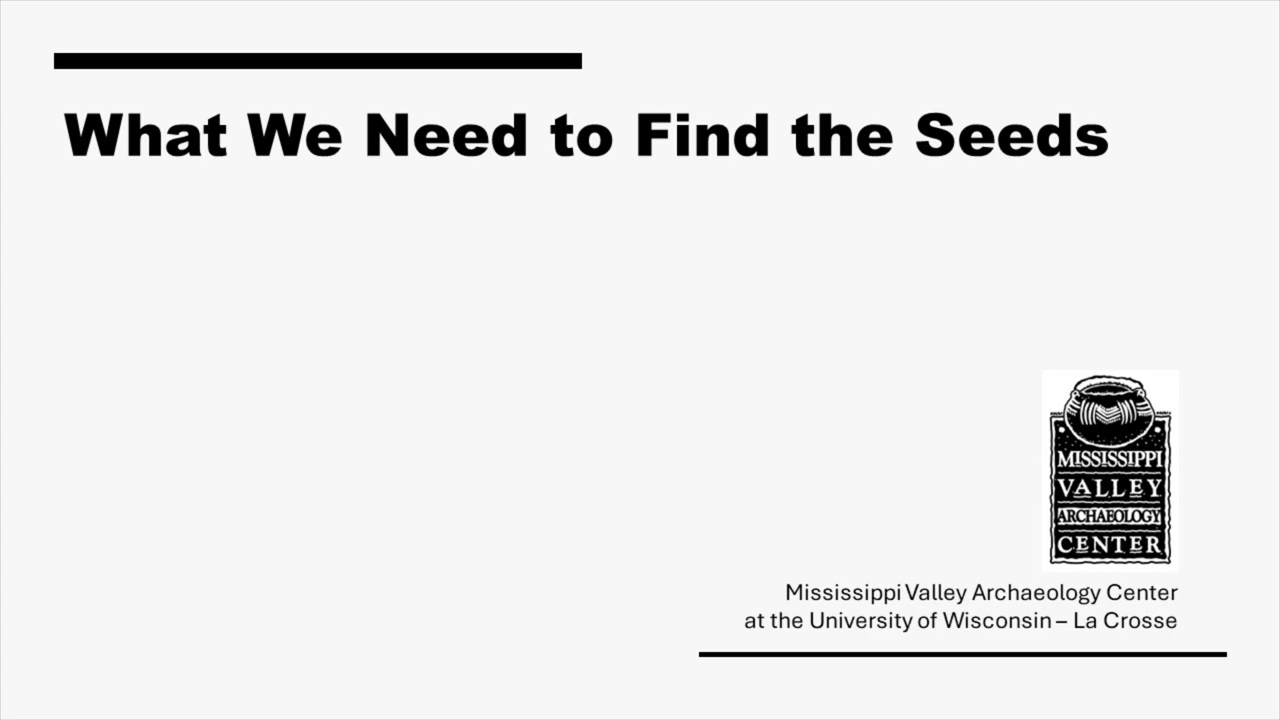 What We Need to Find the Seeds
MISSISSIPPI
VALLEY
ARCHAEOLOGY
CENTER
Mississippi Valley Archaeology Center
at the University of Wisconsin – La Crosse